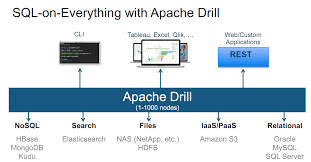 SQL-on-Everything with Apache Drill
CLI
Tableau, Excel, Qlik, ...
Web/Custom
Applications
REST
Apache Drill
(1-1000 nodes)
NoSQL
HBase
MongoDB
Kudu
Search
Elasticsearch
Files
NAS (NetApp, etc.)
HDFS
IaaS/PaaS
Amazon S3
Relational
Oracle
MySQL
SQL Server